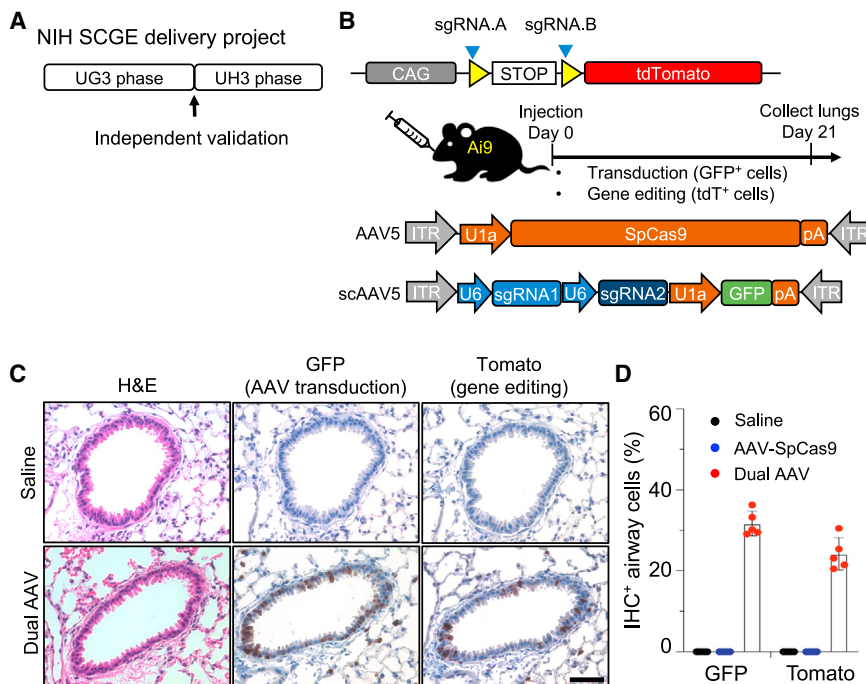 A
NIH SCGE delivery project
UG3 phase UH3 phase
Independent validation
B
sgRNA.A sgRNA.B
CAG STOP tdTomato
Injection
Day 0
Collect lungs
Day 21
Ai9
• Transduction (GFP+ cells)
• Gene editing (tdT+ cells)
AAV5 ITR U1a SpCas9 pA ITR
scAAV5 ITR U6 sgRNA1 U6 sgRNA2 U1a GFP pA ITR
C
H&E
GFP
(AAV transduction)
Tomato
(gene editing)
Saline
Dual AAV
D
IHC+ airway cells (%)
60
40
20
0
Saline
AAV-SpCas9
Dual AAV
GFP Tomato